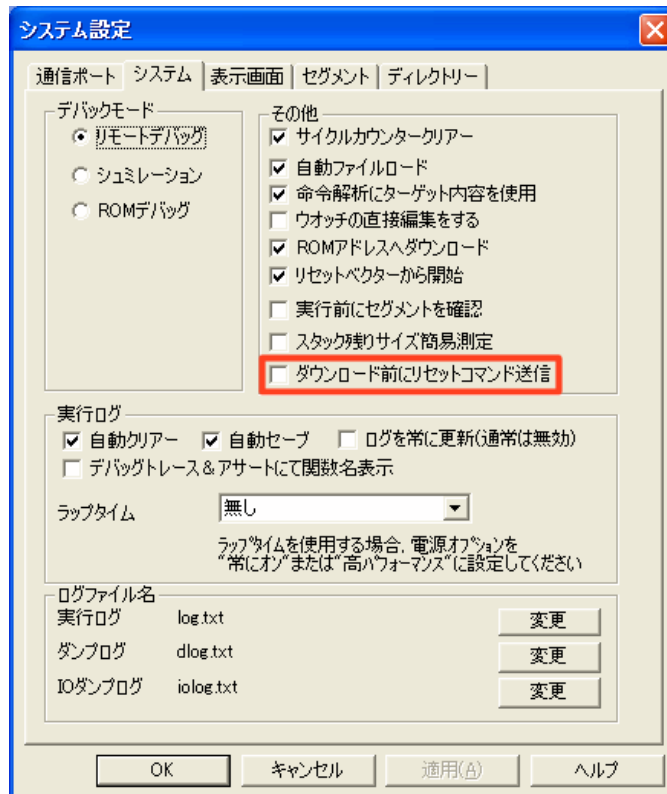 システム設定
通信ポート システム 表示画面 セグメント ディレクトリー
デバックモード
リモートデバッグ
シュミレーション
ROMデバッグ
その他
サイクルカウンタークリアー
自動ファイルロード
命令解析にターゲット内容を使用
ウオッチの直接編集をする
ROMアドレスへダウンロード
リセットベクターから開始
実行前にセグメントを確認
スタック残りサイズ簡易測定
ダウンロード前にリセットコマンド送信
実行ログ
自動クリアー 自動セーブ ログを常に更新(通常は無効)
デバッグトレース&アサートにて関数名表示
ラップタイム 無し
ラップタイムを使用する場合, 電源オプションを
"常にオン"または"高パフォーマンス"に設定してください
ログファイル名
実行ログ log.txt 変更
ダンプログ dlog.txt 変更
IOダンプログ iolog.txt 変更
OK キャンセル 適用(A) ヘルプ